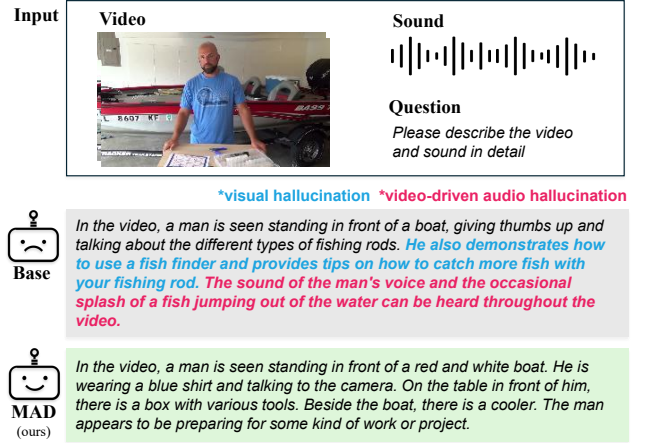 Input
Video
Sound
L 8607 KF
Question
Please describe the video
and sound in detail
*visual hallucination *video-driven audio hallucination
Base
In the video, a man is seen standing in front of a boat, giving thumbs up and
talking about the different types of fishing rods. He also demonstrates how
to use a fish finder and provides tips on how to catch more fish with
your fishing rod. The sound of the man's voice and the occasional
splash of a fish jumping out of the water can be heard throughout the
video.
MAD
(ours)
In the video, a man is seen standing in front of a red and white boat. He is
wearing a blue shirt and talking to the camera. On the table in front of him,
there is a box with various tools. Beside the boat, there is a cooler. The man
appears to be preparing for some kind of work or project.